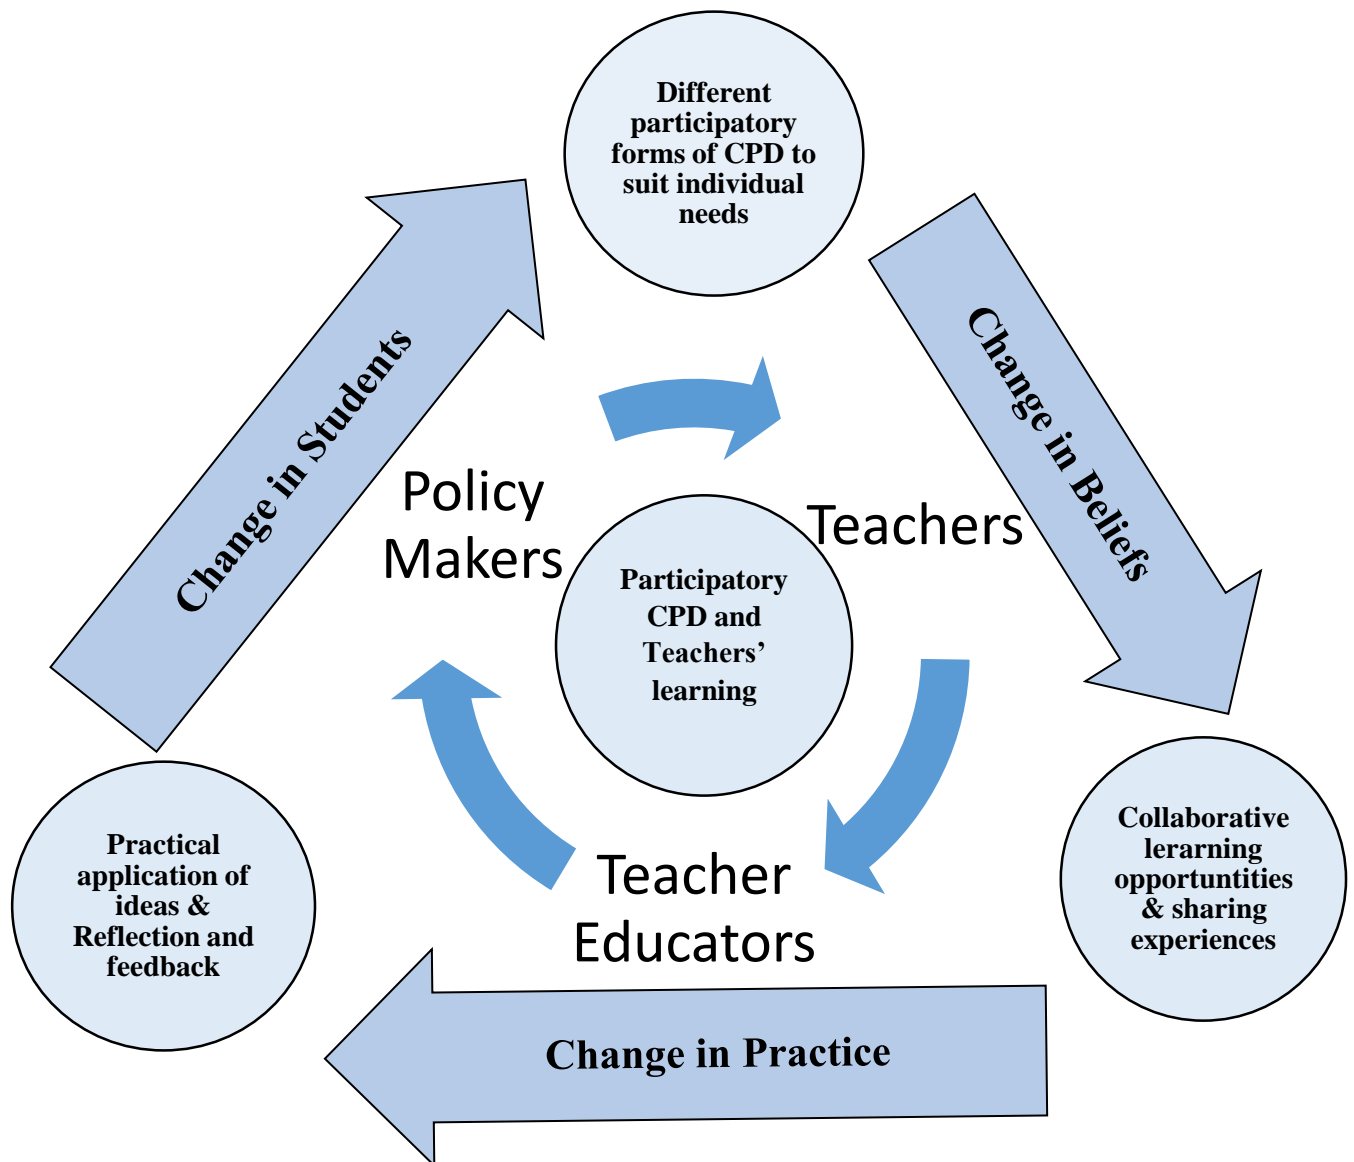 Different
participatory
forms of CPD to
suit individual
needs
Change in Students
Change in Beliefs
Policy
Makers
Teachers
Participatory
CPD and
Teachers’
learning
Practical
application of
ideas &
Reflection and
feedback
Teacher
Educators
Collaborative
lerarning
opportuntities
& sharing
experiences
Change in Practice